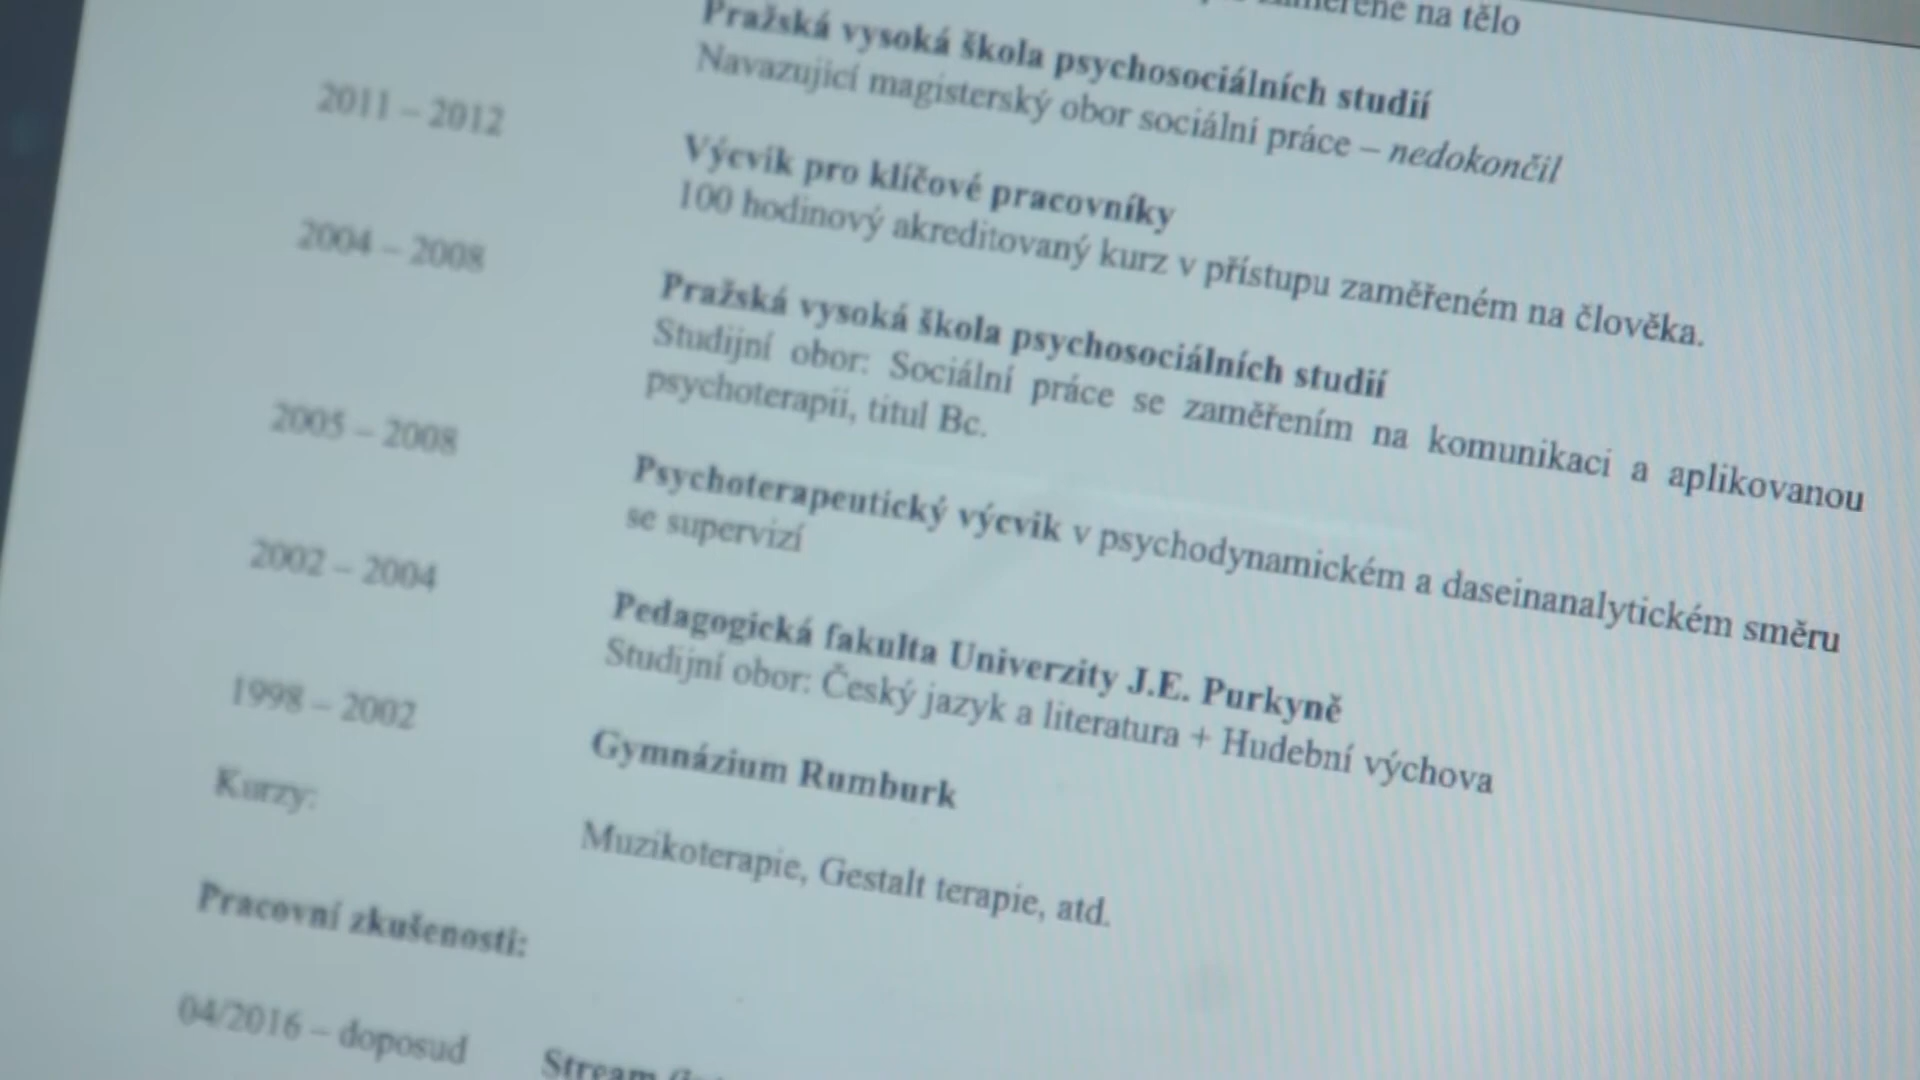 na tělo
Pražská vysoká škola psychosociálních studií
Navazující magisterský obor sociální práce – nedokončil
2011 – 2012 Výcvik pro klíčové pracovníky
100 hodinový akreditovaný kurz v přístupu zaměřeném na člověka.
2004 – 2008 Pražská vysoká škola psychosociálních studií
Studijní obor: Sociální práce se zaměřením na komunikaci a aplikovanou
psychoterapii, titul Bc.
2005 – 2008 Psychoterapeutický výcvik v psychodynamickém a daseinanalytickém směru
se supervizí
2002 – 2004 Pedagogická fakulta Univerzity J.E. Purkyně
Studijní obor: Český jazyk a literatura + Hudební výchova
1998 – 2002 Gymnázium Rumburk
Kurzy: Muzikoterapie, Gestalt terapie, atd.
Pracovní zkušenosti:
04/2016 – doposud Stream